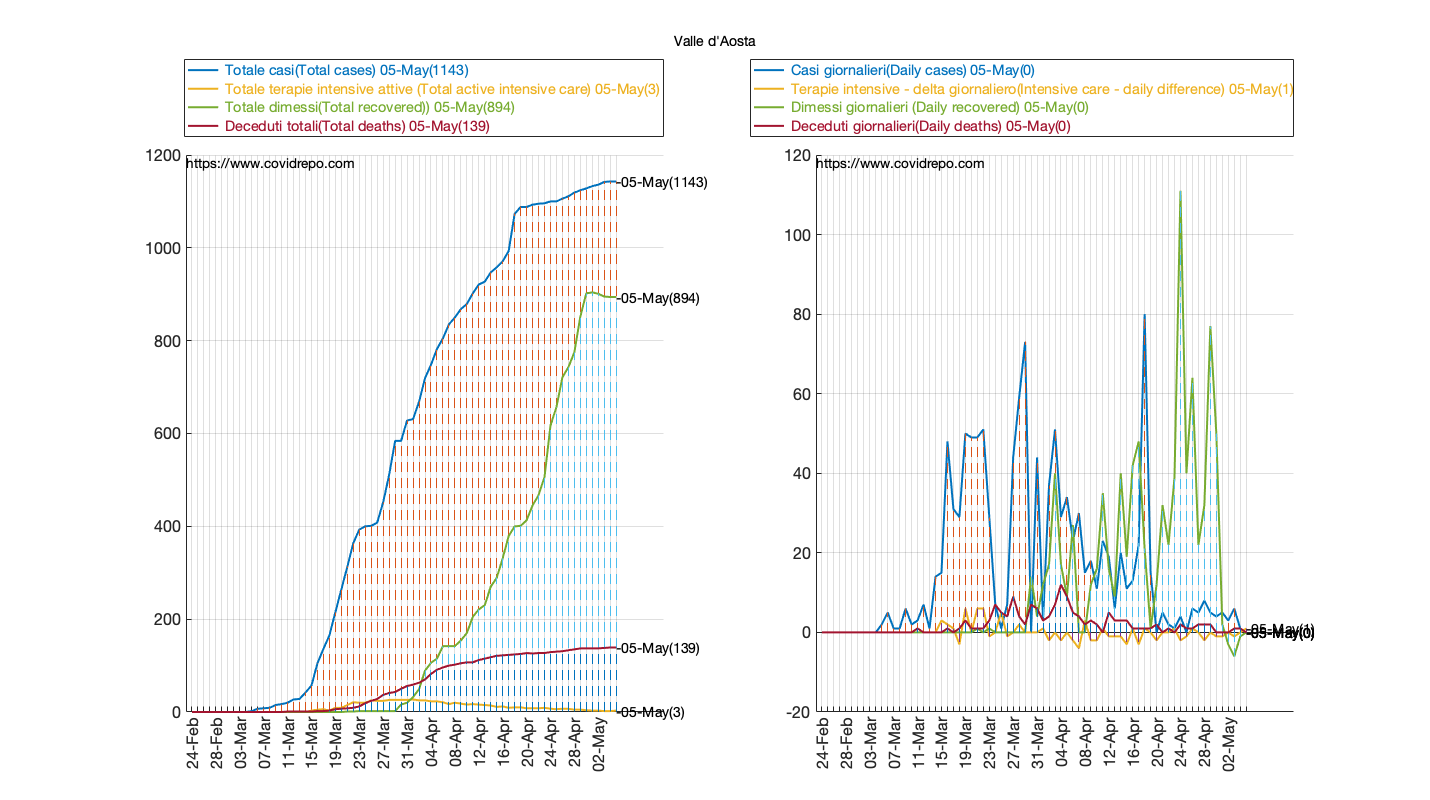 Valle d'Aosta
Totale casi(Total cases) 05-May(1143)
Totale terapie intensive attive (Total active intensive care) 05-May(3)
Totale dimessi(Total recovered)) 05-May(894)
Deceduti totali(Total deaths) 05-May(139)
1200
1000
800
600
400
200
0
https://www.covidrepo.com
-05-May(1143)
-05-May(894)
-05-May(139)
-05-May(3)
24-Feb
28-Feb
03-Mar
07-Mar
11-Mar
15-Mar
19-Mar
23-Mar
27-Mar
31-Mar
04-Apr
08-Apr
12-Apr
16-Apr
20-Apr
24-Apr
28-Apr
02-May
Casi giornalieri(Daily cases) 05-May(0)
Terapie intensive - delta giornaliero(Intensive care - daily difference) 05-May(1)
Dimessi giornalieri (Daily recovered) 05-May(0)
Deceduti giornalieri(Daily deaths) 05-May(0)
120
100
80
60
40
20
0
-20
https://www.covidrepo.com
-05-May(1)
-05-May(0)
24-Feb
28-Feb
03-Mar
07-Mar
11-Mar
15-Mar
19-Mar
23-Mar
27-Mar
31-Mar
04-Apr
08-Apr
12-Apr
16-Apr
20-Apr
24-Apr
28-Apr
02-May